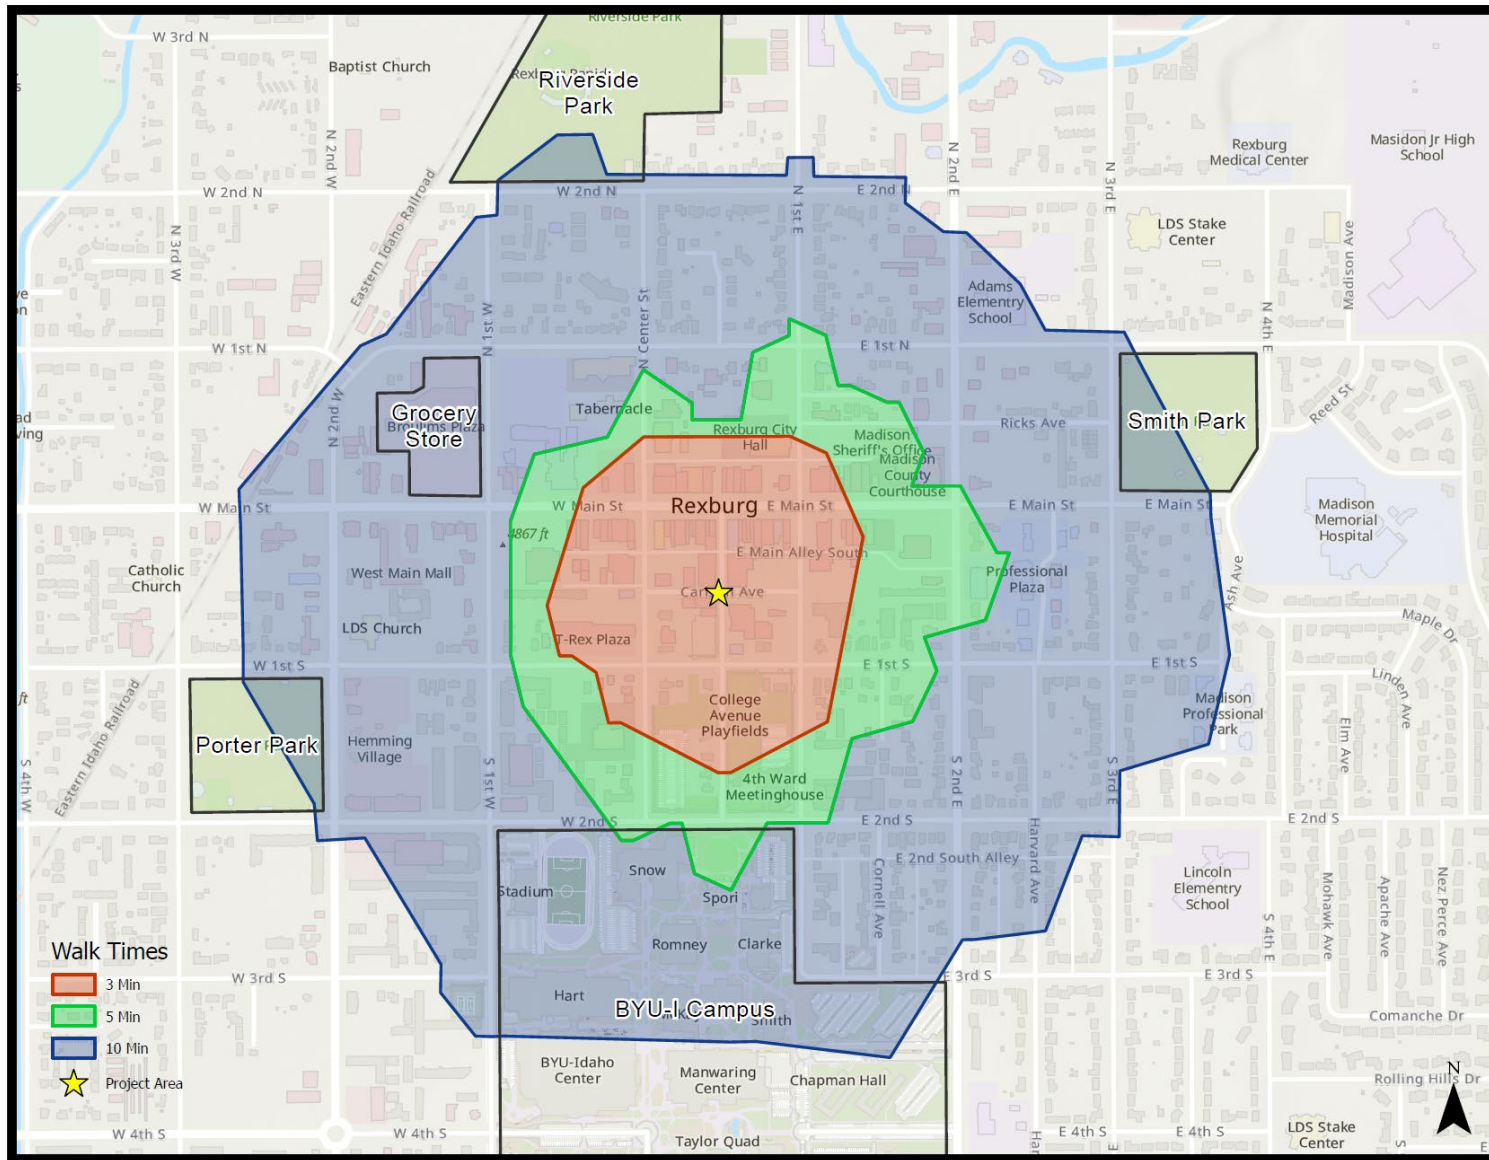 Riverside Park
W 3rd N
Baptist Church
Riverside
Park
Rexburg
Medical Center
Masidon Jr High
School
N 2nd W
N 2nd E
N 3rd E
W 2nd N
W 2nd N
N 1st E
E 2nd N
LDS Stake
Center
N 3rd W
Eastern Idaho Railroad
Madison Ave
Adams
Elementry
School
N 1st W
N Center St
N 4th E
W 1st N
E 1st N
N 2nd W
Grocery
Store
Broulims Plaza
Tabernacle
Rexburg City
Hall
Madison
Sheriff's Office
Madison
County
Courthouse
Ricks Ave
Smith Park
Reed St
W Main St
W Main St
Rexburg
E Main St
E Main St
E Main St
Madison
Memorial
Hospital
4867 ft
E Main Alley South
Catholic
Church
West Main Mall
Professional
Plaza
Ash Ave
LDS Church
T-Rex Plaza
Maple Dr
W 1st S
E 1st S
E 1st S
Linden Ave
Eastern Idaho Railroad
College
Avenue
Playfields
Madison
Professional
Park
Porter Park
Hemming
Village
Elm Ave
S 4th W
S 1st W
4th Ward
Meetinghouse
S 2nd E
S 3rd E
W 2nd S
E 2nd S
E 2nd S
Stadium
Snow
Spori
Cornell Ave
E 2nd South Alley
Harvard Ave
Lincoln
Elementry
School
Mohawk Ave
Apache Ave
Nez Perce Ave
S 4th E
Romney
Clarke
Walk Times
3 Min
5 Min
10 Min
Project Area
W 3rd S
Hart
BYU-I Campus
Smith
E 3rd S
E 3rd S
Comanche Dr
BYU-Idaho
Center
Manwaring
Center
Chapman Hall
N
Rolling Hills Dr
W 4th S
W 4th S
Taylor Quad
E 4th S
E 4th S
LDS Stake
Center